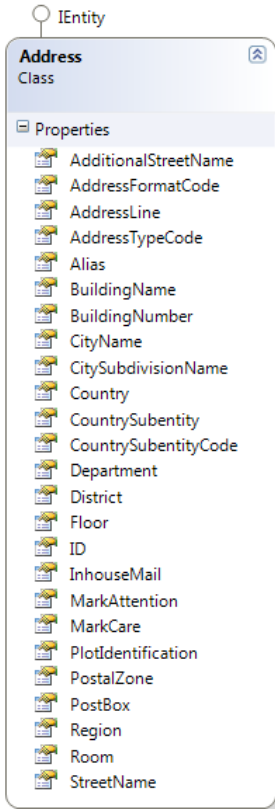 IEntity
Address
Class
Properties
AdditionalStreetName
AddressFormatCode
AddressLine
AddressTypeCode
Alias
BuildingName
BuildingNumber
CityName
CitySubdivisionName
Country
CountrySubentity
CountrySubentityCode
Department
District
Floor
ID
InhouseMail
MarkAttention
MarkCare
PlotIdentification
PostalZone
PostBox
Region
Room
StreetName